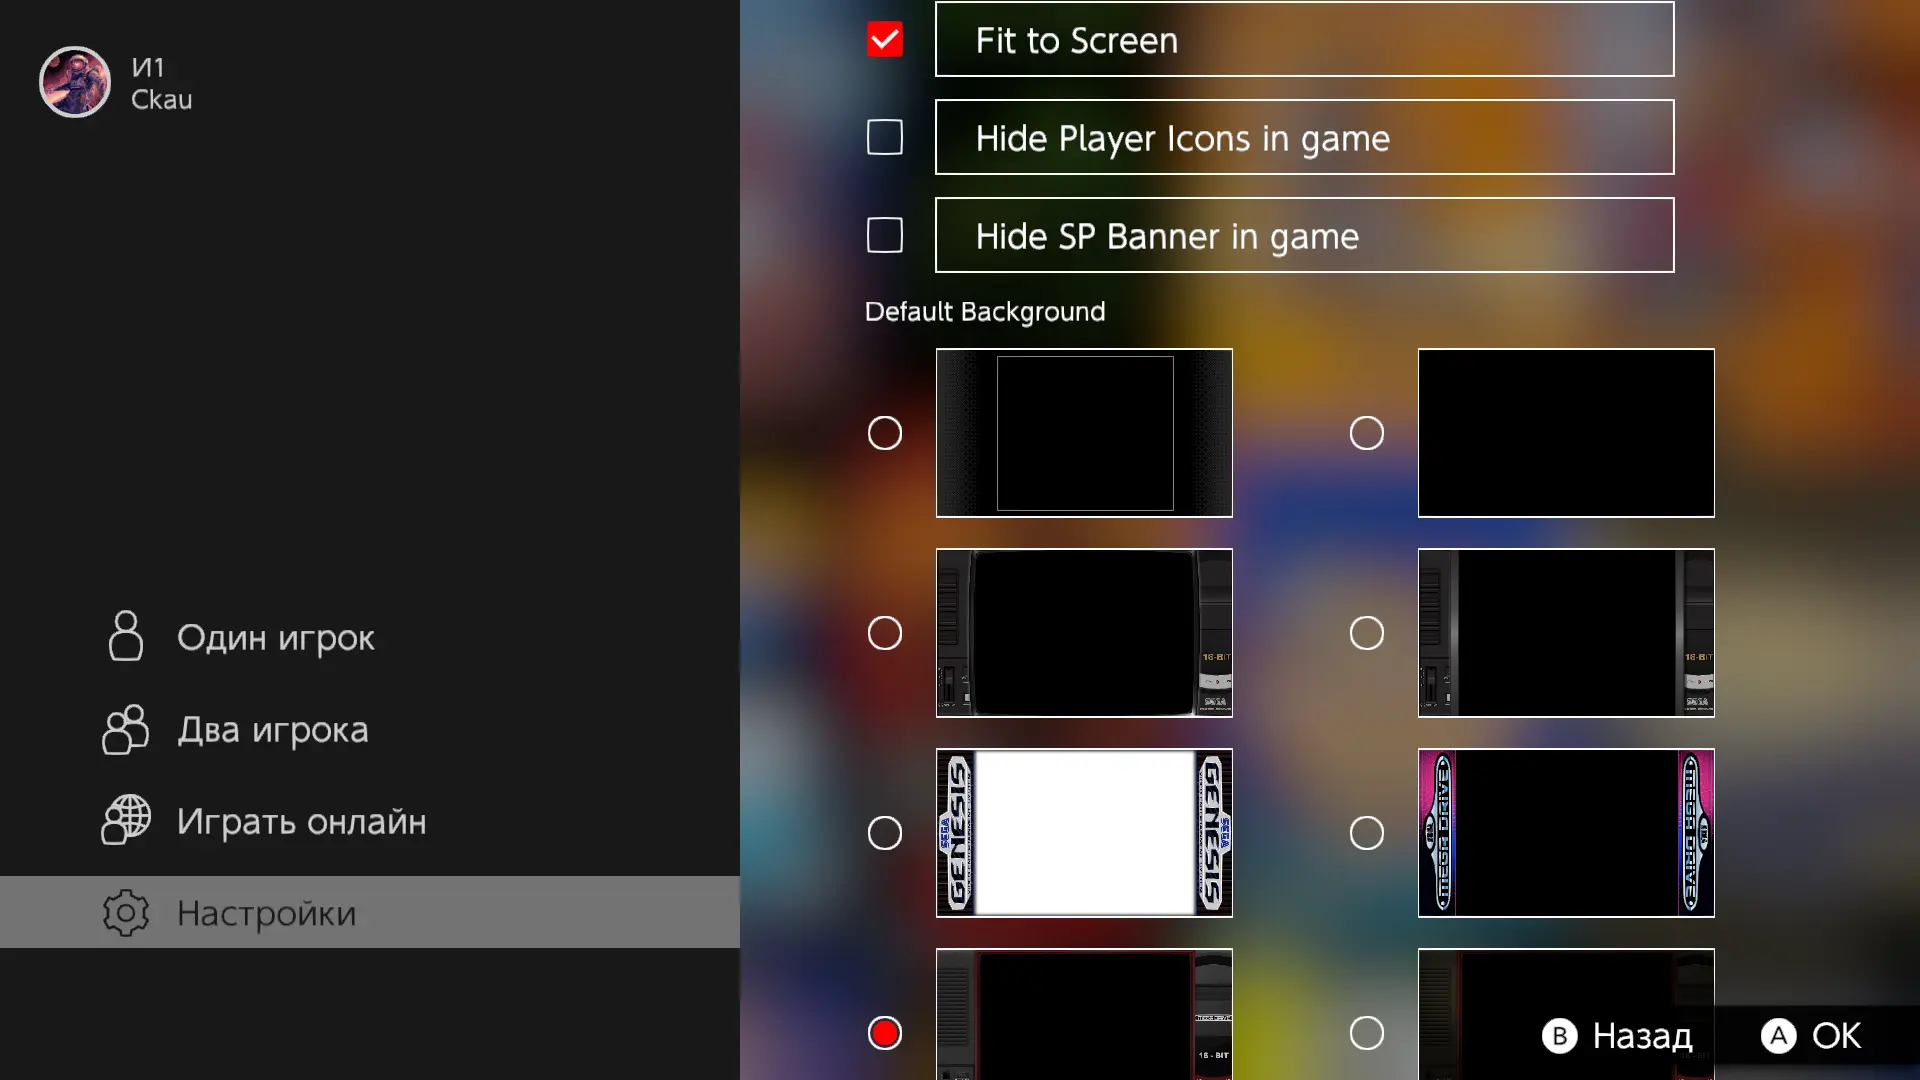 И1
Ckau
Один игрок
Два игрока
Играть онлайн
Настройки
Fit to Screen
Hide Player Icons in game
Hide SP Banner in game
Default Background
16-BIT
SEGA
16-BIT
SEGA
SEGA GENESIS
SEGA GENESIS
MEGA DRIVE
MEGA DRIVE
MEGA DRIVE
16 - BIT
B Назад
A OK